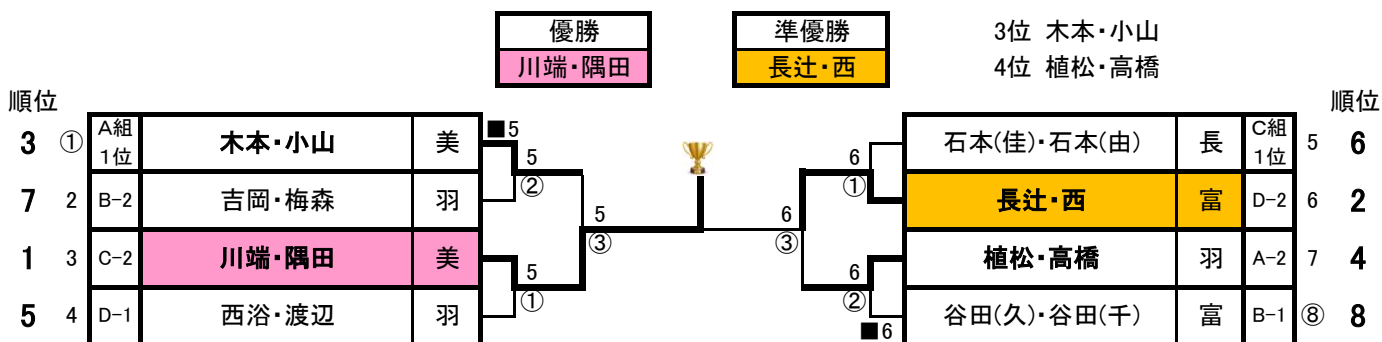 優勝 準優勝 3位 木本・小山
川端・隅田 長辻・西 4位 植松・高橋
順位 順位
3 ① A組1位 木本・小山 美 ■5 石本(佳)・石本(由) 長 C組1位 5 6
5 6
② ①
7 2 B-2 吉岡・梅森 羽 長辻・西 富 D-2 6 2
5 6
③ ③
1 3 C-2 川端・隅田 美 植松・高橋 羽 A-2 7 4
5 6
① ②
5 4 D-1 西浴・渡辺 羽 ■6 谷田(久)・谷田(千) 富 B-1 ⑧ 8